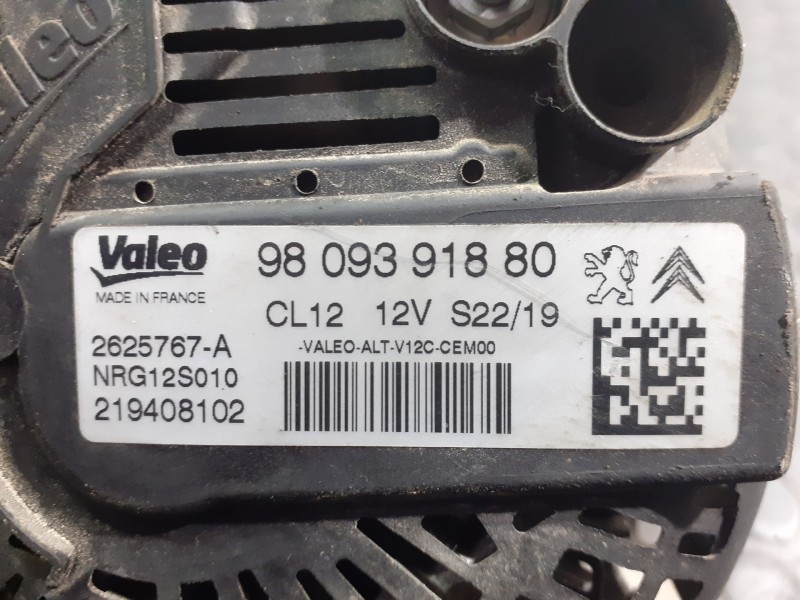 Valeo
Valeo
MADE IN FRANCE
98 093 918 80
CL12 12V S22/19
2625767-A
NRG12S010
219408102
-VALEO-ALT-V12C-CEM00